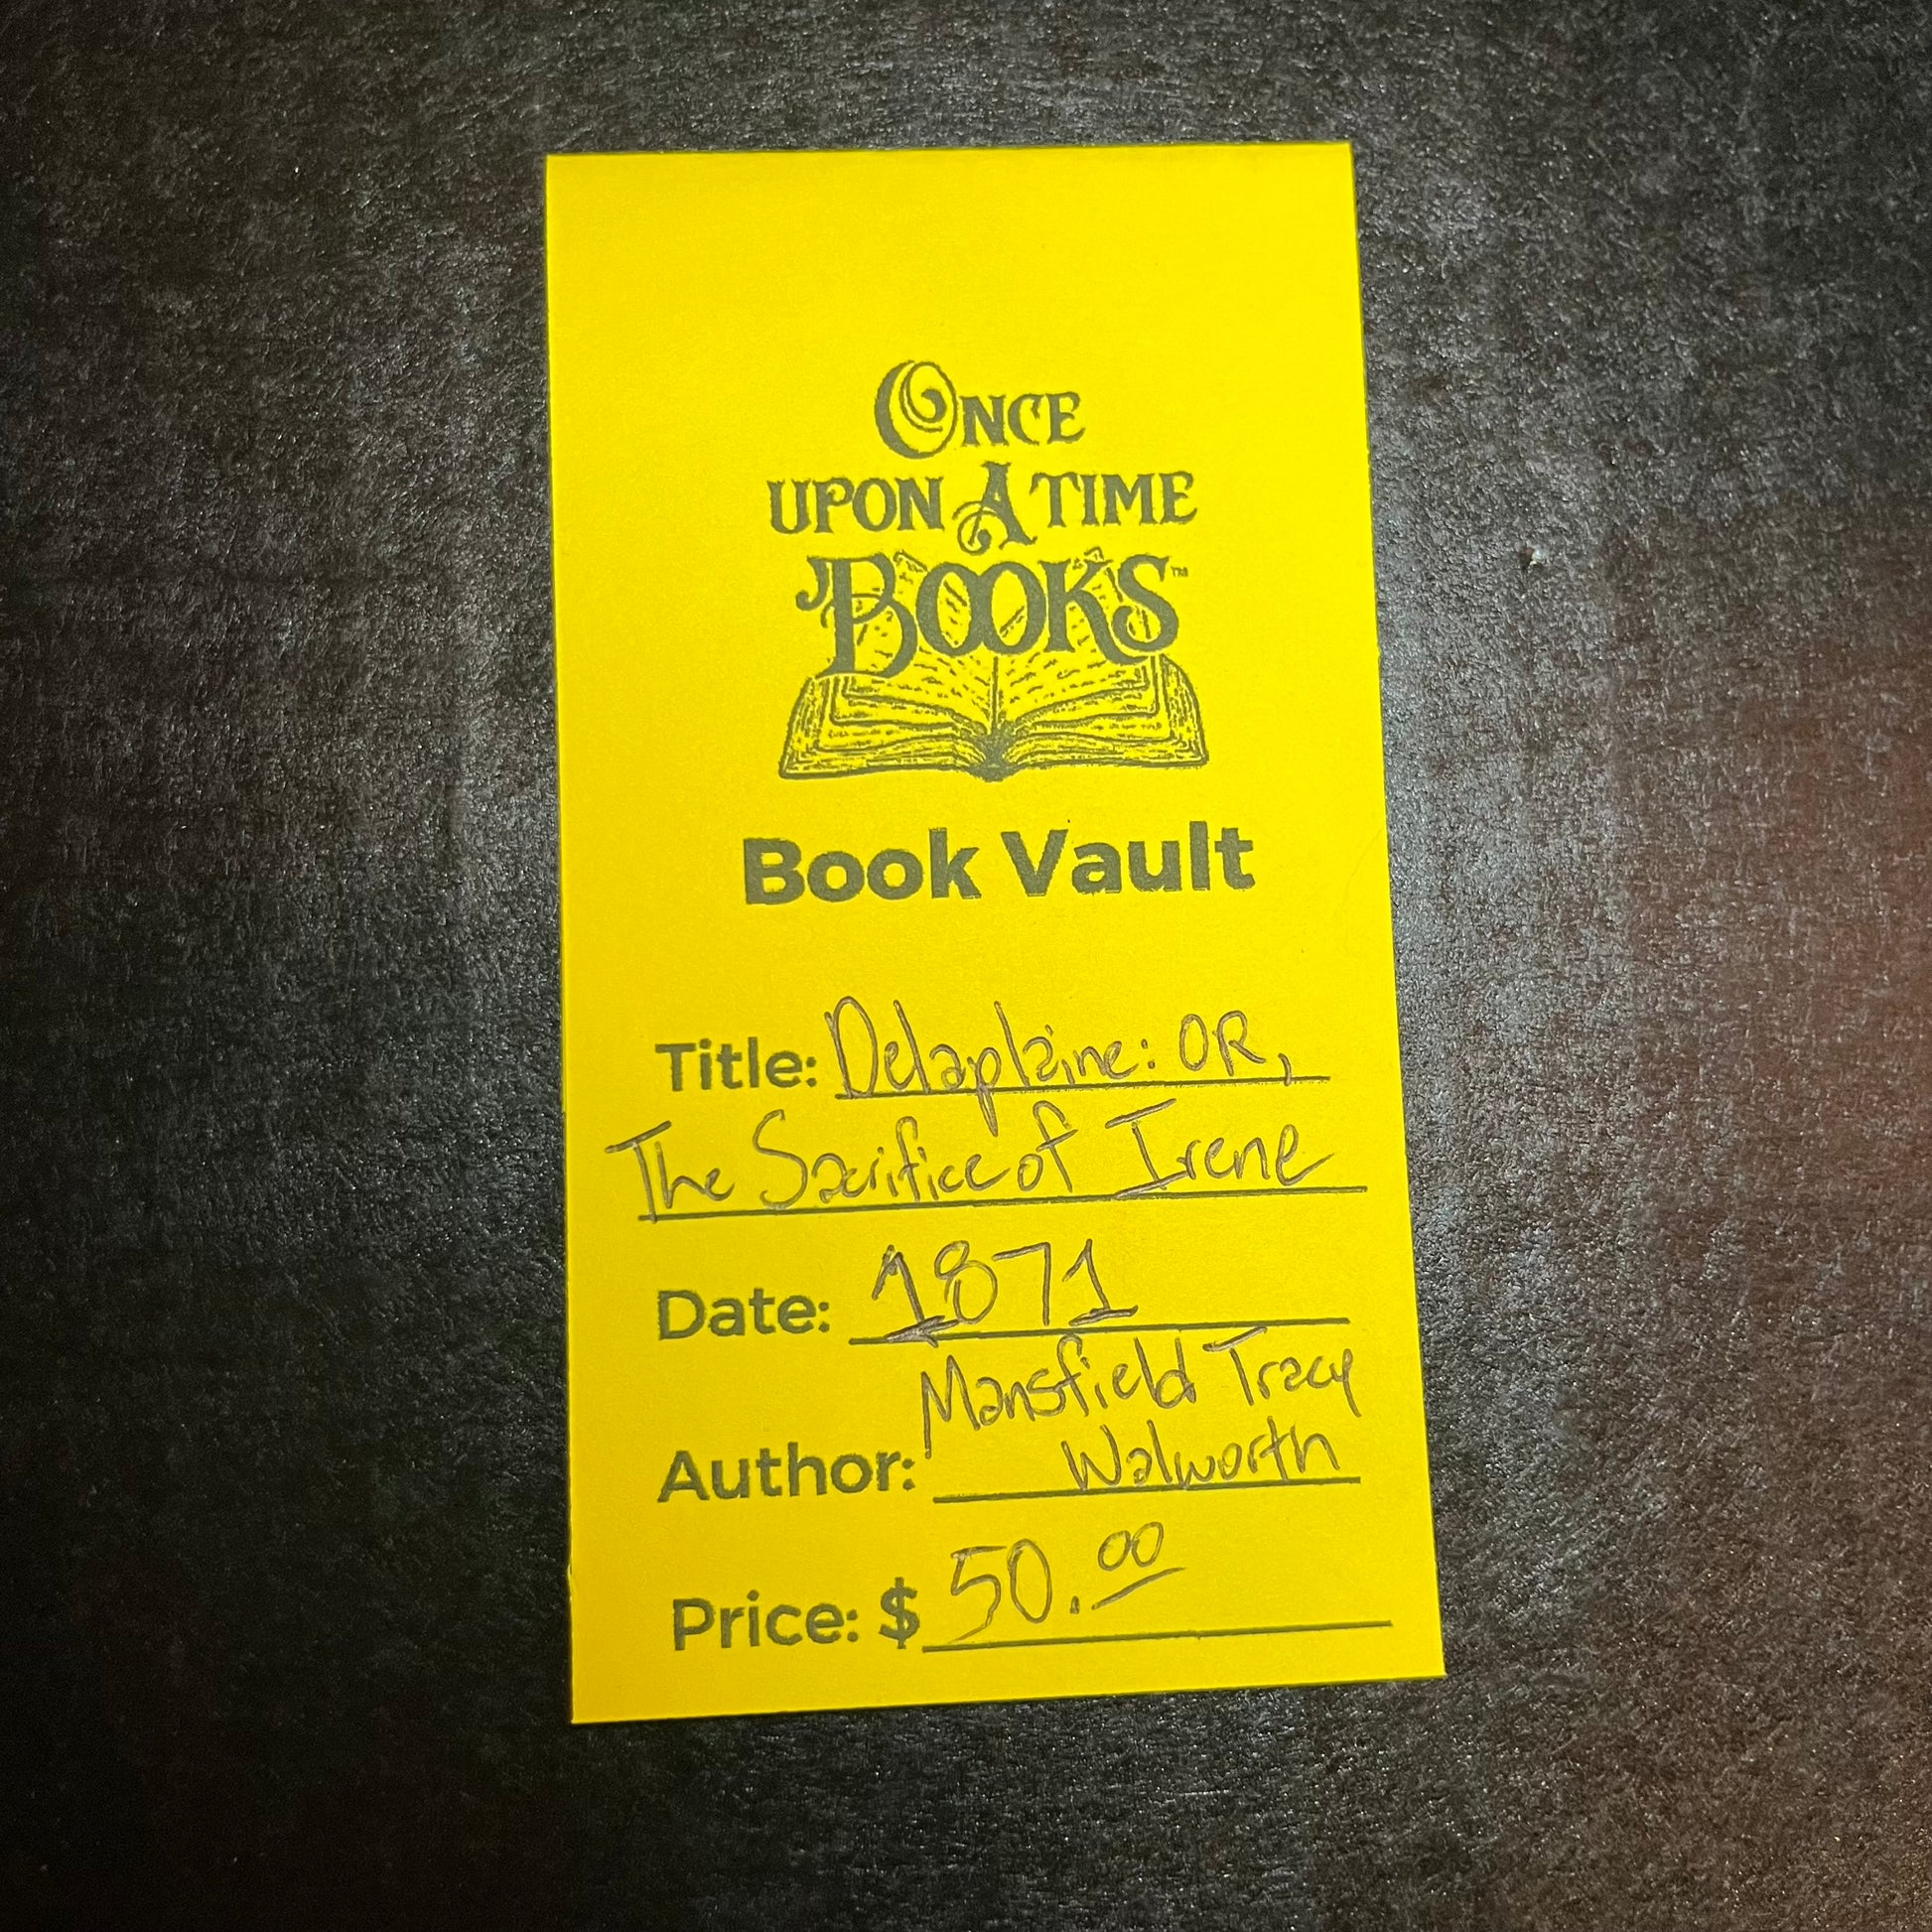 ONCE
UPON A TIME
BOOKS™
Book Vault
Title: Delaplaine: OR,
The Sacrifice of Irene
Date: 1871
Mansfield Tracy
Author: Walworth
Price: $ 50.00